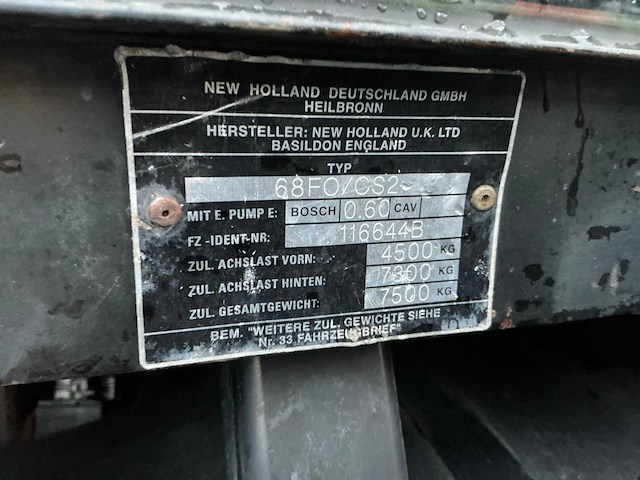 NEW HOLLAND DEUTSCHLAND GMBH
HEILBRONN
HERSTELLER: NEW HOLLAND U.K. LTD
BASILDON ENGLAND
TYP
68FO/CS2
MIT E. PUMP E: BOSCH 0.60 CAV
FZ -IDENT-NR: 116644B
ZUL. ACHSLAST VORN: 4500 KG
ZUL. ACHSLAST HINTEN: 7300 KG
ZUL. GESAMTGEWICHT: 7500 KG
BEM. "WEITERE ZUL. GEWICHTE SIEHE
Nr. 33 FAHRZEUGBRIEF"